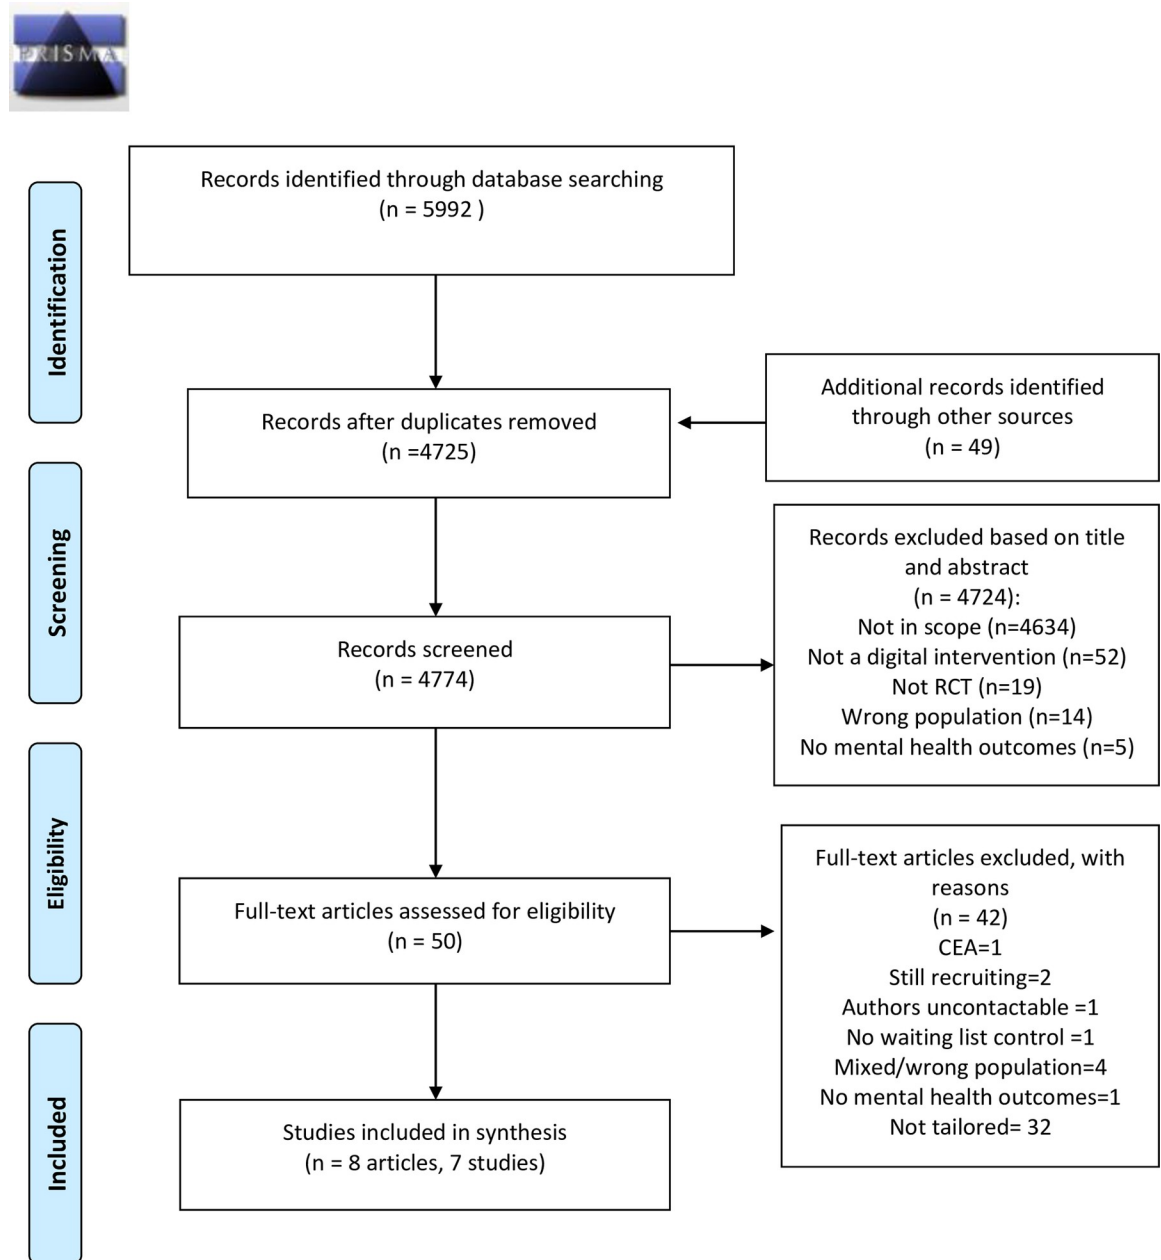 PRISMA
Records identified through database searching
(n = 5992 )
Identification
Additional records identified
through other sources
(n = 49)
Records after duplicates removed
(n =4725)
Screening
Records excluded based on title
and abstract
(n = 4724):
Not in scope (n=4634)
Not a digital intervention (n=52)
Not RCT (n=19)
Wrong population (n=14)
No mental health outcomes (n=5)
Records screened
(n = 4774)
Eligibility
Full-text articles assessed for eligibility
(n = 50)
Full-text articles excluded, with
reasons
(n = 42)
CEA=1
Still recruiting=2
Authors uncontactable =1
No waiting list control =1
Mixed/wrong population=4
No mental health outcomes=1
Not tailored= 32
Included
Studies included in synthesis
(n = 8 articles, 7 studies)